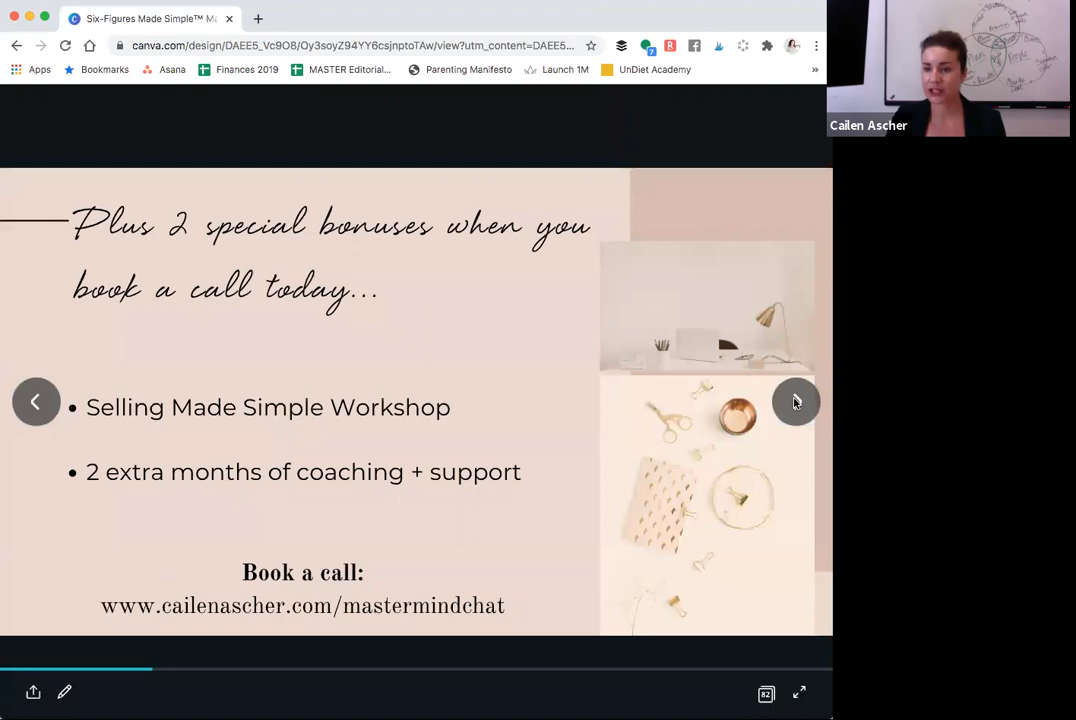 Six-Figures Made Simple™ Ma
canva.com/design/DAEE5_Vc9O8/Oy3soyZ94YY6csjnptoTAw/view?utm_content=DAEE5...
Apps Bookmarks Asana Finances 2019 MASTER Editorial... Parenting Manifesto Launch 1M UnDiet Academy »
Cailen Ascher
Plus 2 special bonuses when you
book a call today...
• Selling Made Simple Workshop
• 2 extra months of coaching + support
Book a call:
www.cailenascher.com/mastermindchat
82